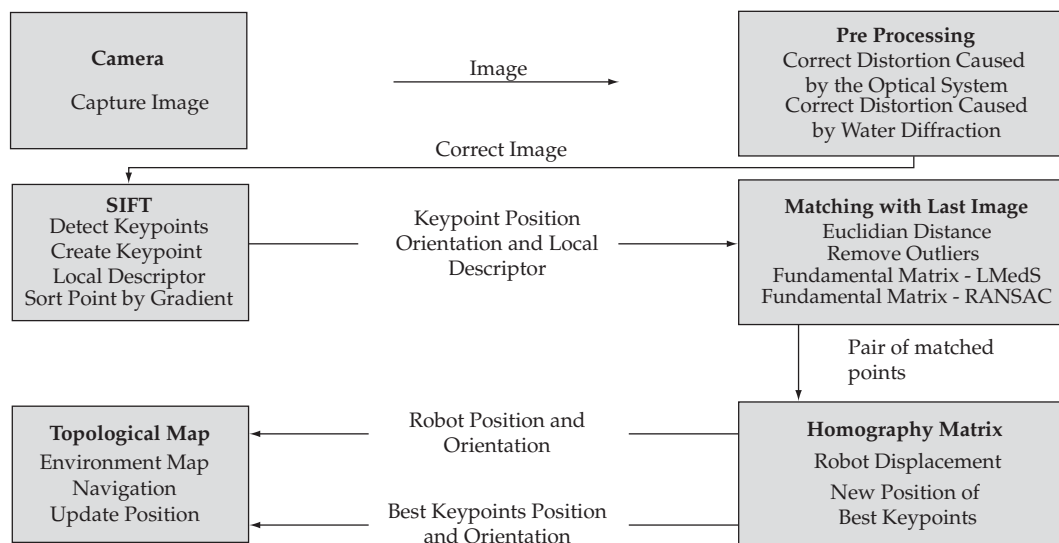 Camera
Capture Image
Image
Pre Processing
Correct Distortion Caused
by the Optical System
Correct Distortion Caused
by Water Diffraction
Correct Image
SIFT
Detect Keypoints
Create Keypoint
Local Descriptor
Sort Point by Gradient
Keypoint Position
Orientation and Local
Descriptor
Matching with Last Image
Euclidian Distance
Remove Outliers
Fundamental Matrix - LMedS
Fundamental Matrix - RANSAC
Pair of matched
points
Topological Map
Environment Map
Navigation
Update Position
Robot Position and
Orientation
Best Keypoints Position
and Orientation
Homography Matrix
Robot Displacement
New Position of
Best Keypoints